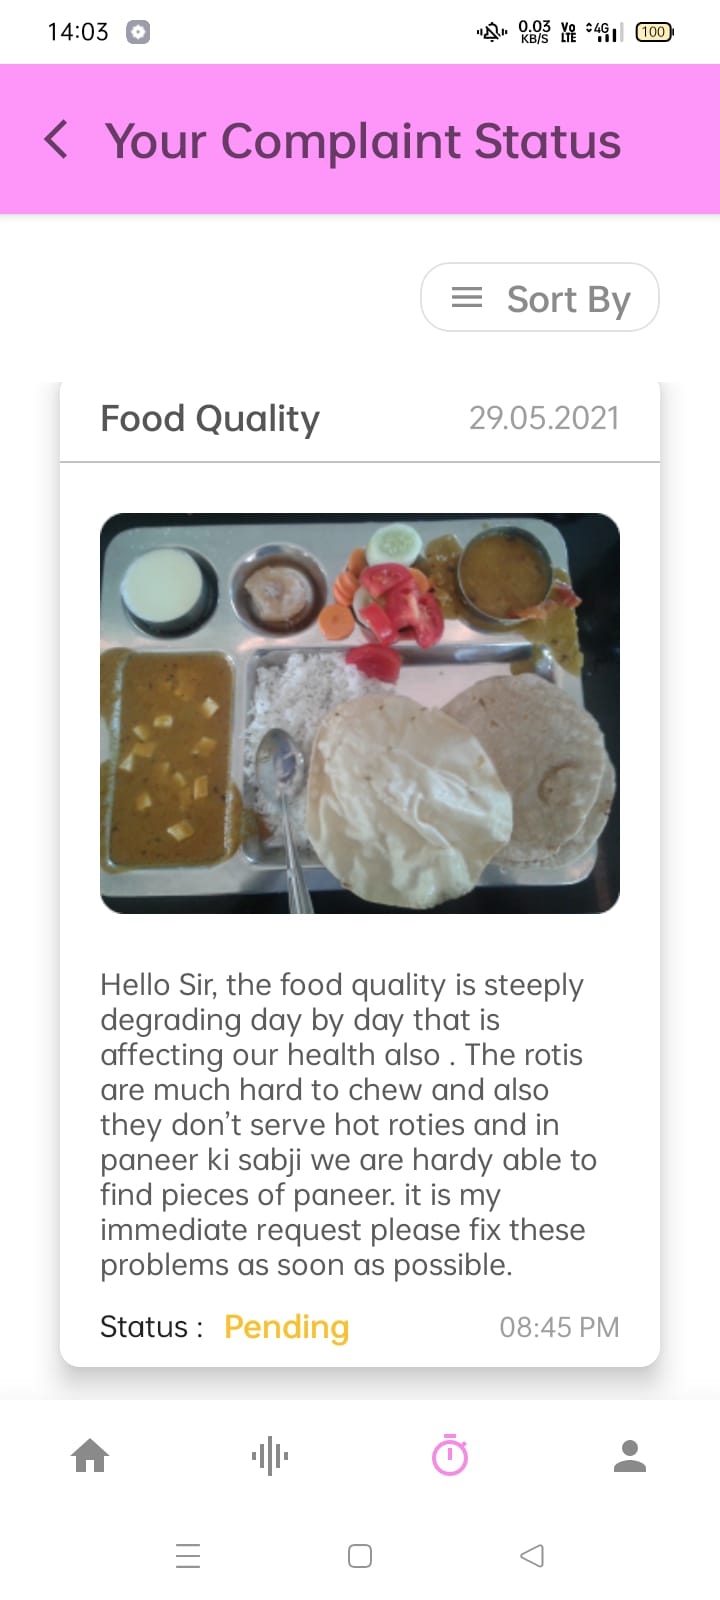 14:03
0.03 KB/S
Vo LTE
4G
100
Your Complaint Status
Sort By
Food Quality
29.05.2021
Hello Sir, the food quality is steeply
degrading day by day that is
affecting our health also . The rotis
are much hard to chew and also
they don’t serve hot roties and in
paneer ki sabji we are hardy able to
find pieces of paneer. it is my
immediate request please fix these
problems as soon as possible.
Status : Pending
08:45 PM